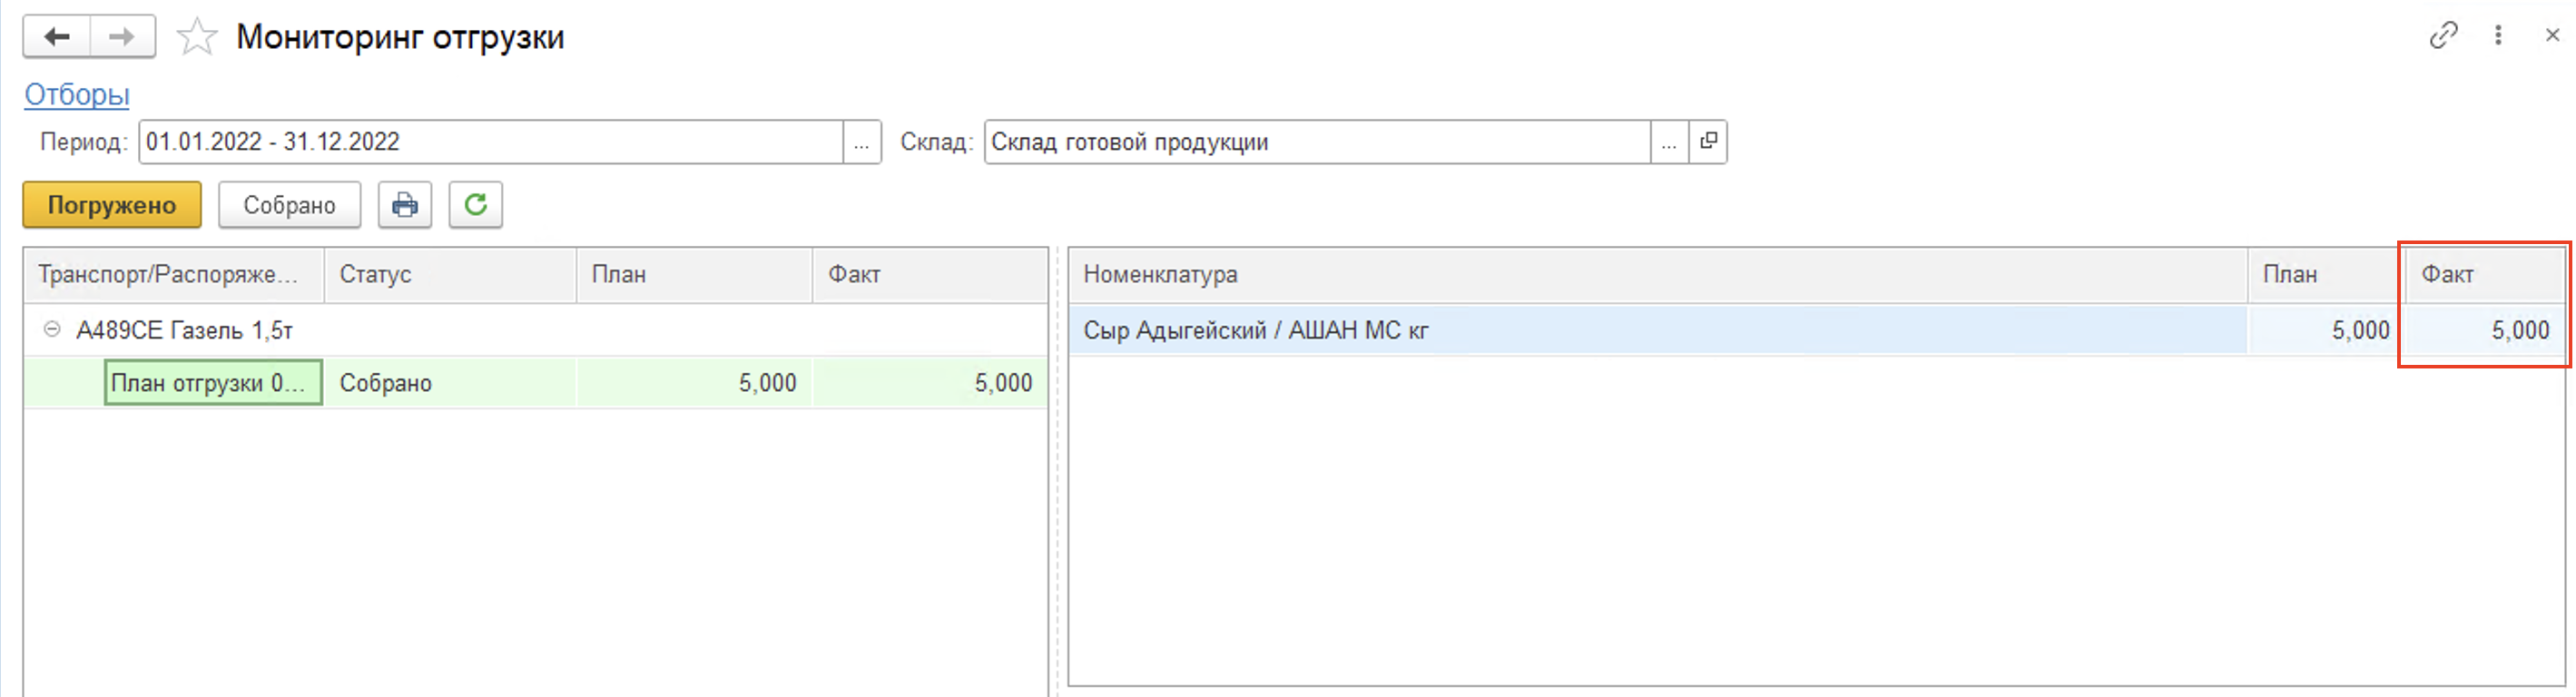 Мониторинг отгрузки
Отборы
Период: 01.01.2022 - 31.12.2022 ... Склад: Склад готовой продукции ...
Погружено Собрано
Транспорт/Распоряже... Статус План Факт Номенклатура План Факт
А489СЕ Газель 1,5т Сыр Адыгейский / АШАН МС кг 5,000 5,000
План отгрузки 0... Собрано 5,000 5,000